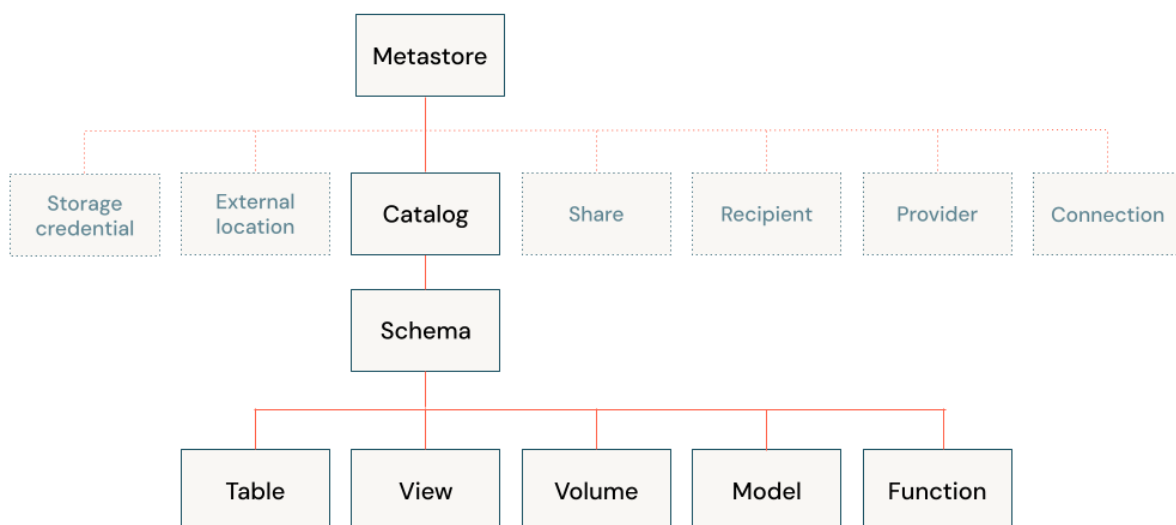 Metastore
Storage
credential
External
location
Catalog
Share
Recipient
Provider
Connection
Schema
Table
View
Volume
Model
Function